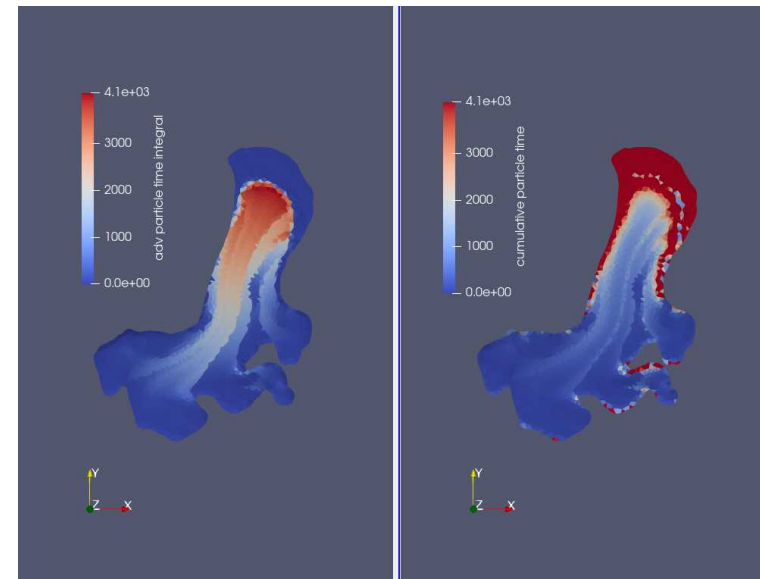 4.1e+03
3000
2000
1000
0.0e+00
adv particle time integral
Y
Z
X
4.1e+03
3000
2000
1000
0.0e+00
cumulative particle time
Y
Z
X